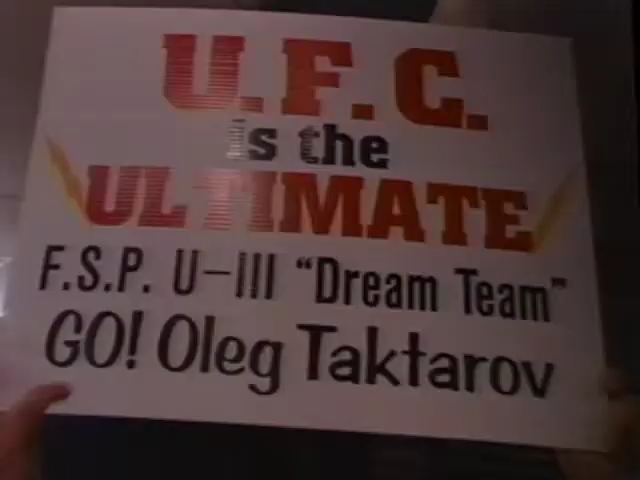 U.F.C.
is the
ULTIMATE
F.S.P. U-III "Dream Team"
GO! Oleg Taktarov